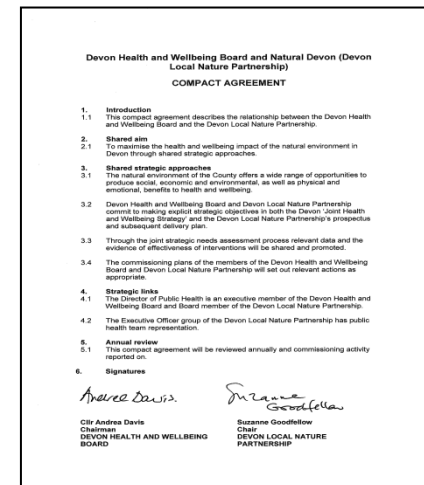 Devon Health and Wellbeing Board and Natural Devon (Devon
Local Nature Partnership)
COMPACT AGREEMENT
1. Introduction
1.1 This compact agreement describes the relationship between the Devon Health
and Wellbeing Board and the Devon Local Nature Partnership.
2. Shared aim
2.1 To maximise the health and wellbeing impact of the natural environment in
Devon through shared strategic approaches.
3. Shared strategic approaches
3.1 The natural environment of the County offers a wide range of opportunities to
produce social, economic and environmental, as well as physical and
emotional, benefits to health and wellbeing.
3.2 Devon Health and Wellbeing Board and Devon Local Nature Partnership
commit to making explicit strategic objectives in both the Devon 'Joint Health
and Wellbeing Strategy' and the Devon Local Nature Partnership's prospectus
and subsequent delivery plan.
3.3 Through the joint strategic needs assessment process relevant data and the
evidence of effectiveness of interventions will be shared and promoted.
3.4 The commissioning plans of the members of the Devon Health and Wellbeing
Board and Devon Local Nature Partnership will set out relevant actions as
appropriate.
4. Strategic links
4.1 The Director of Public Health is an executive member of the Devon Health and
Wellbeing Board and Board member of the Devon Local Nature Partnership.
4.2 The Executive Officer group of the Devon Local Nature Partnership has public
health team representation.
5. Annual review
5.1 This compact agreement will be reviewed annually and commissioning activity
reported on.
6. Signatures
Andrea Davis. Suzanne
Goodfellow
Cllr Andrea Davis Suzanne Goodfellow
Chairman Chair
DEVON HEALTH AND WELLBEING DEVON LOCAL NATURE
BOARD PARTNERSHIP